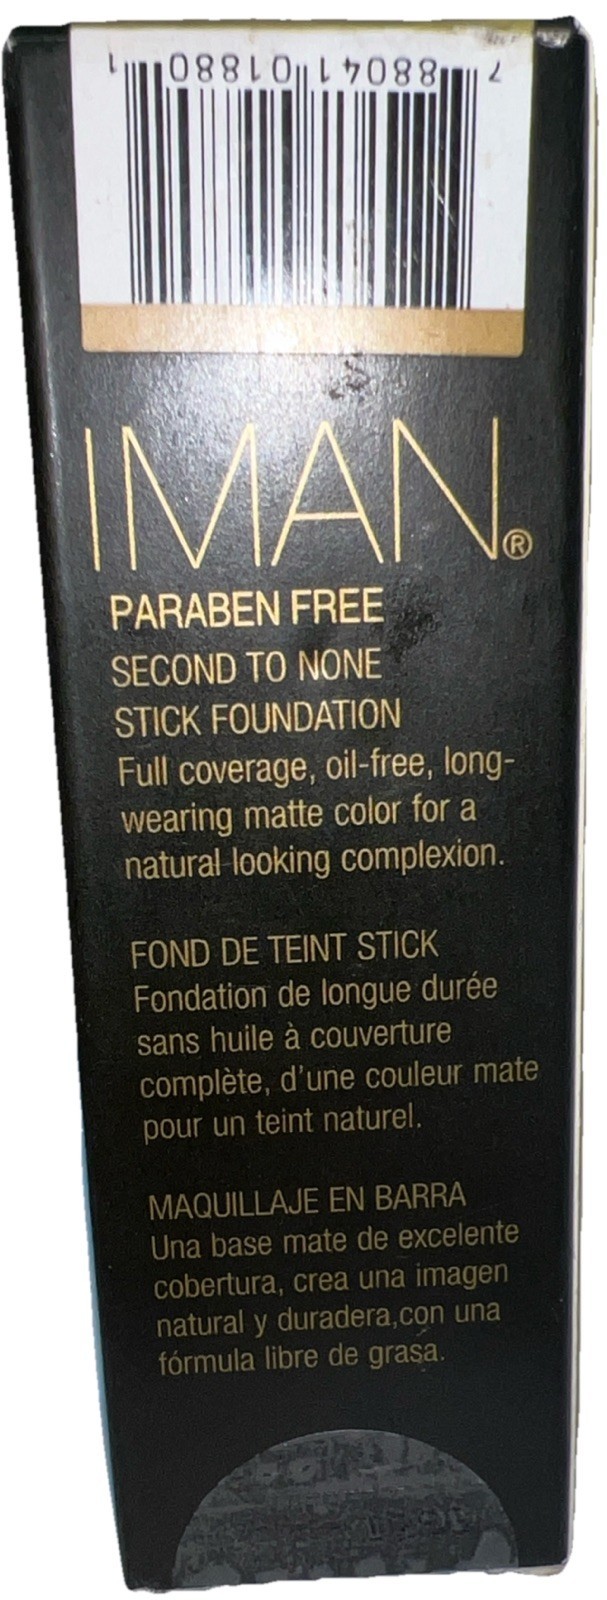 7 88041 01880 1
IMAN®
PARABEN FREE
SECOND TO NONE
STICK FOUNDATION
Full coverage, oil-free, long-
wearing matte color for a
natural looking complexion.
FOND DE TEINT STICK
Fondation de longue durée
sans huile à couverture
complète, d'une couleur mate
pour un teint naturel.
MAQUILLAJE EN BARRA
Una base mate de excelente
cobertura, crea una imagen
natural y duradera,con una
fórmula libre de grasa.